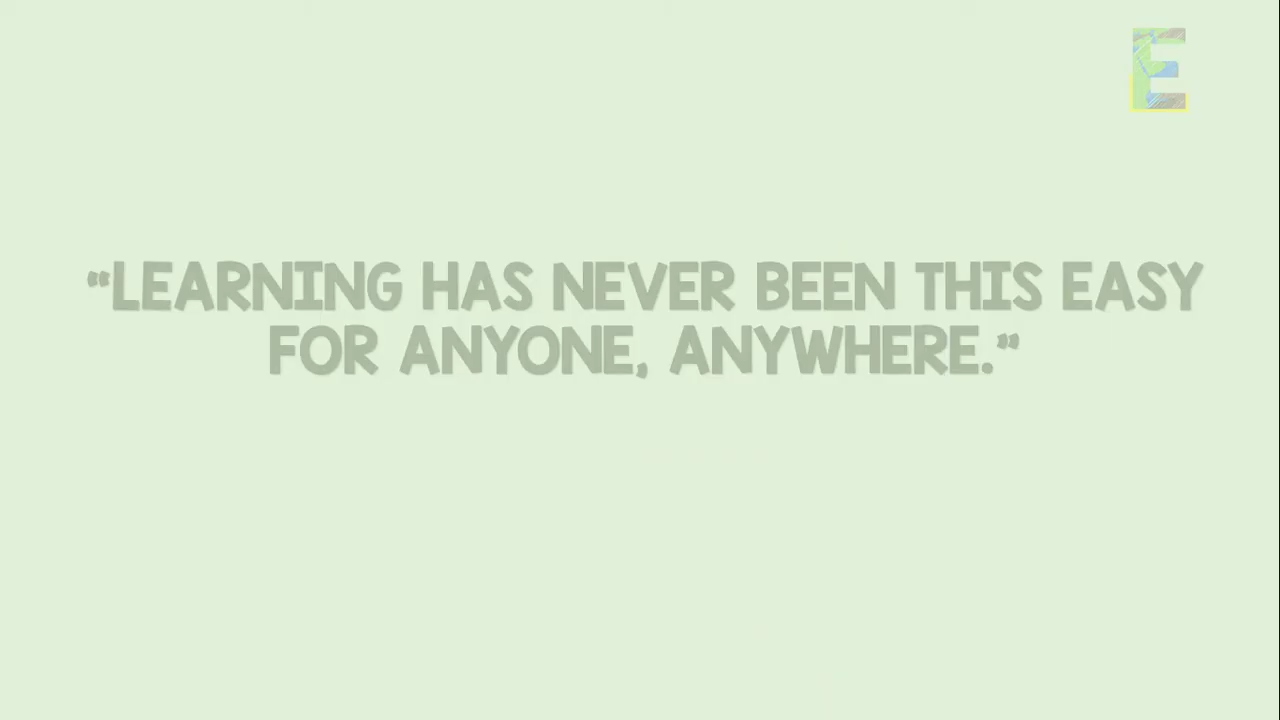 E
“LEARNING HAS NEVER BEEN THIS EASY
FOR ANYONE, ANYWHERE.”